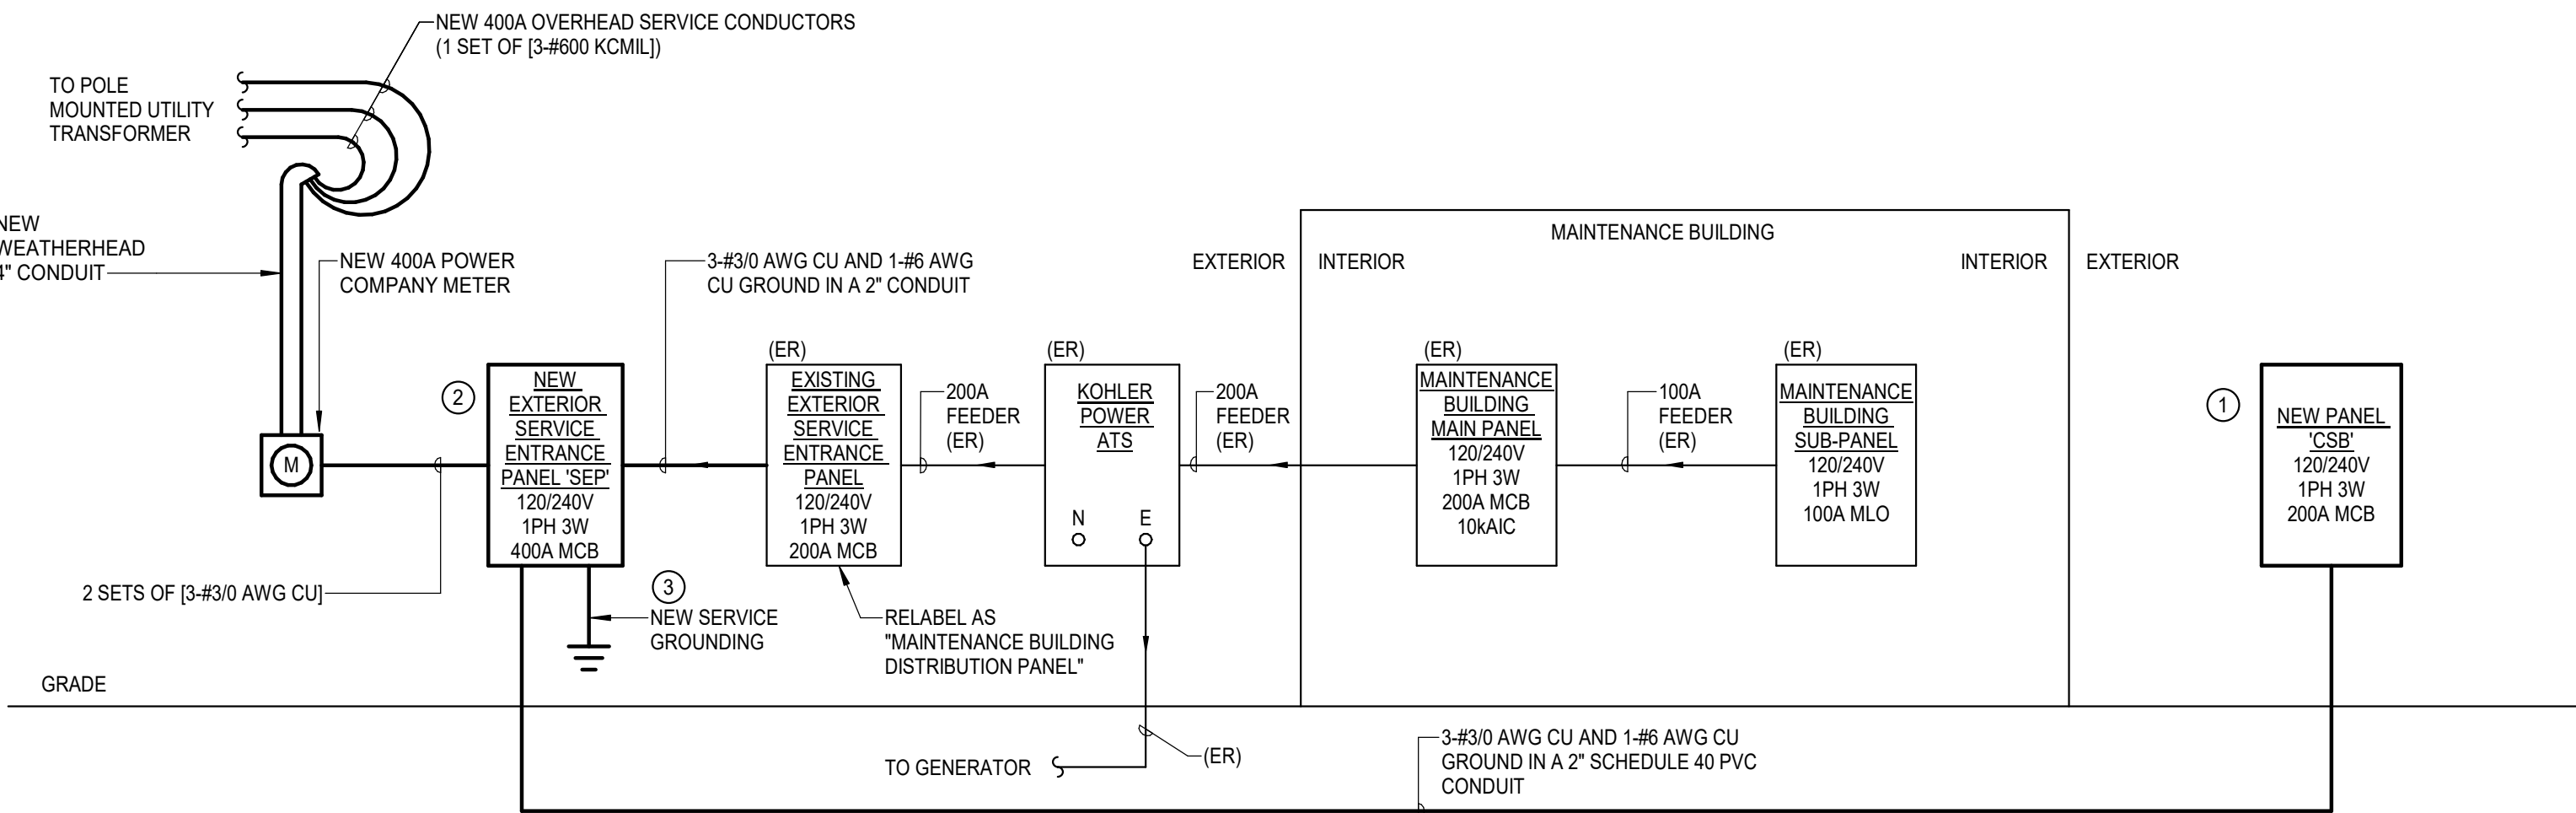 NEW 400A OVERHEAD SERVICE CONDUCTORS
(1 SET OF [3-#600 KCMIL])
TO POLE
MOUNTED UTILITY
TRANSFORMER
NEW
WEATHERHEAD
4" CONDUIT
NEW 400A POWER
COMPANY METER
3-#3/0 AWG CU AND 1-#6 AWG
CU GROUND IN A 2" CONDUIT
MAINTENANCE BUILDING
EXTERIOR
INTERIOR
INTERIOR
EXTERIOR
M
2
NEW
EXTERIOR
SERVICE
ENTRANCE
PANEL 'SEP'
120/240V
1PH 3W
400A MCB
(ER)
EXISTING
EXTERIOR
SERVICE
ENTRANCE
PANEL
120/240V
1PH 3W
200A MCB
200A
FEEDER
(ER)
(ER)
KOHLER
POWER
ATS
N
E
200A
FEEDER
(ER)
(ER)
MAINTENANCE
BUILDING
MAIN PANEL
120/240V
1PH 3W
200A MCB
10kAIC
100A
FEEDER
(ER)
(ER)
MAINTENANCE
BUILDING
SUB-PANEL
120/240V
1PH 3W
100A MLO
1
NEW PANEL
'CSB'
120/240V
1PH 3W
200A MCB
2 SETS OF [3-#3/0 AWG CU]
3
NEW SERVICE
GROUNDING
RELABEL AS
"MAINTENANCE BUILDING
DISTRIBUTION PANEL"
GRADE
TO GENERATOR
(ER)
3-#3/0 AWG CU AND 1-#6 AWG CU
GROUND IN A 2" SCHEDULE 40 PVC
CONDUIT